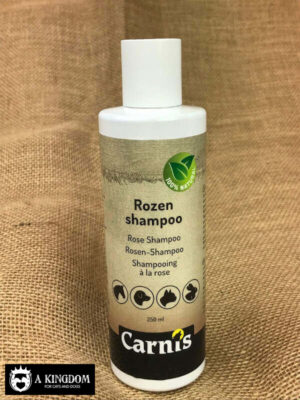 100% NATURAL
Rozen
shampoo
Rose Shampoo
Rosen-Shampoo
Shampooing
à la rose
250 ml
Carnis
A KINGDOM
FOR CATS AND DOGS